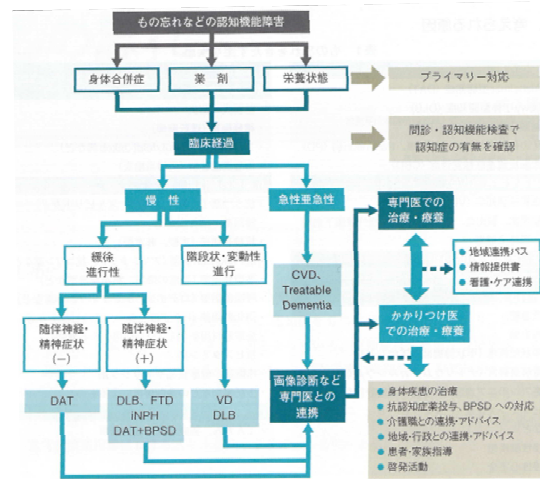 もの忘れなどの認知機能障害
身体合併症
薬 剤
栄養状態
プライマリー対応
臨床経過
問診・認知機能検査で
認知症の有無を確認
慢 性
急性亜急性
専門医での
治療・療養
緩徐
進行性
階段状・変動性
進行
CVD、
Treatable
Dementia
● 地域連携パス
● 情報提供書
● 看護・ケア連携
かかりつけ医
での治療・療養
随伴神経・
精神症状
(−)
随伴神経・
精神症状
(+)
画像診断など
専門医との
連携
DAT
DLB、FTD
iNPH
DAT+BPSD
VD
DLB
● 身体疾患の治療
● 抗認知症薬投与、BPSD への対応
● 介護職との連携・アドバイス
● 地域・行政との連携・アドバイス
● 患者・家族指導
● 啓発活動